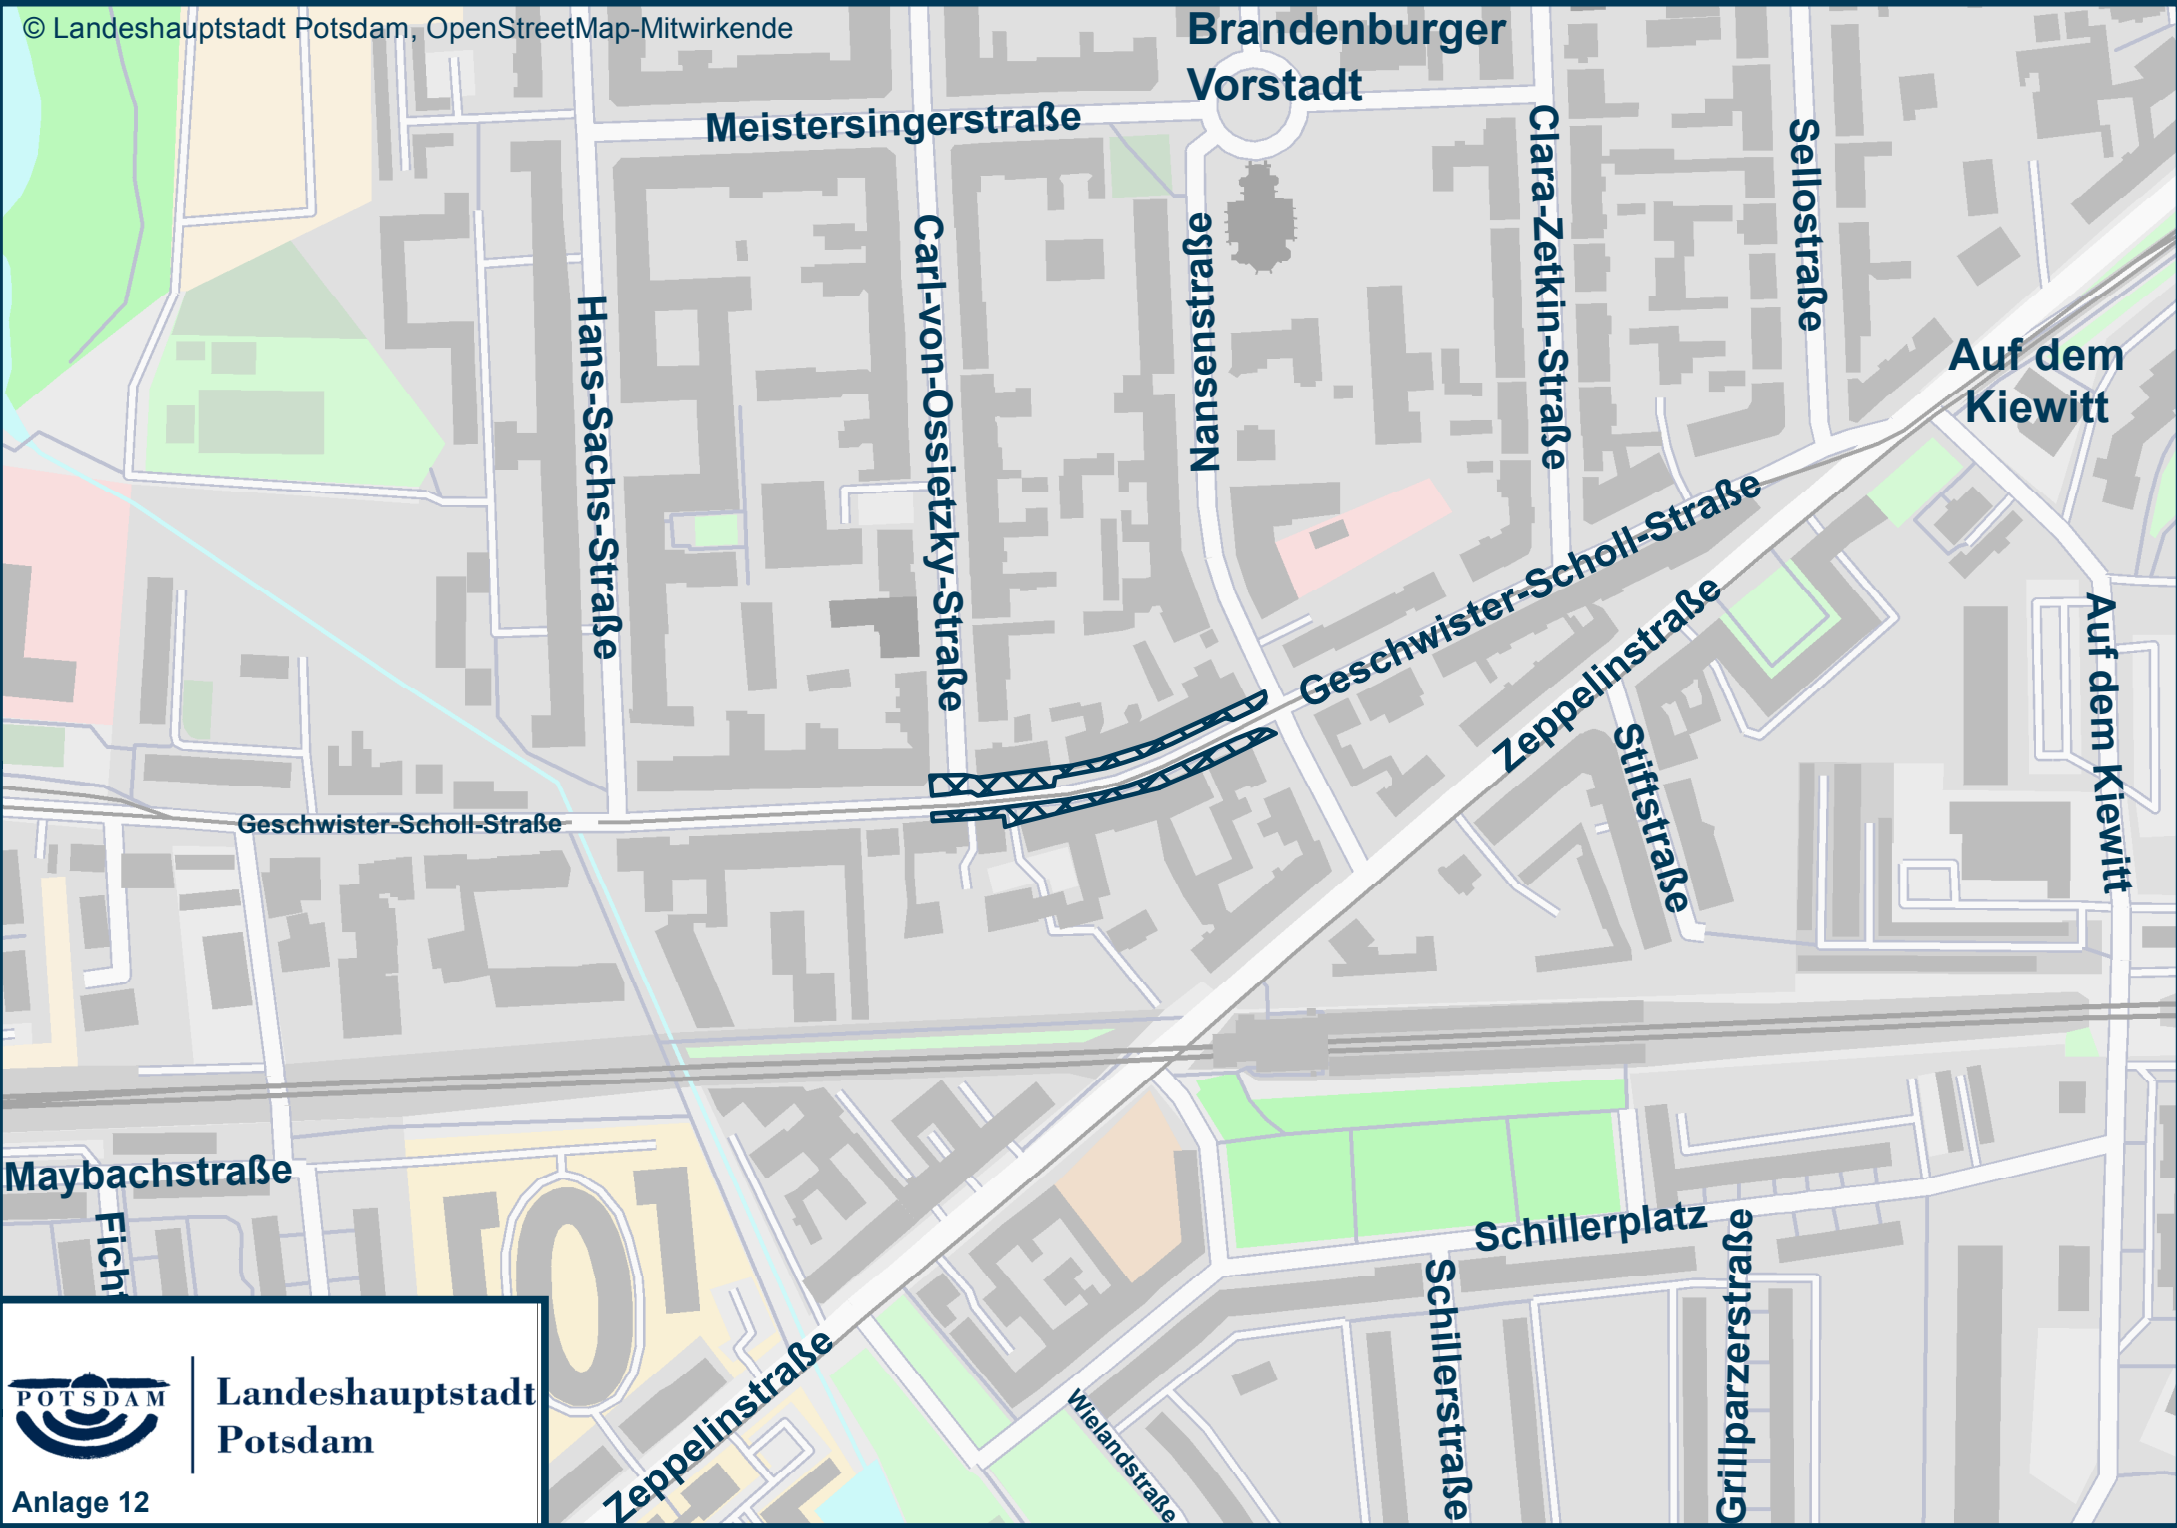 © Landeshauptstadt Potsdam, OpenStreetMap-Mitwirkende
Brandenburger
Vorstadt
Meistersingerstraße
Clara-Zetkin-Straße
Sellostraße
Carl-von-Ossietzky-Straße
Nansenstraße
Hans-Sachs-Straße
Auf dem
Kiewitt
Geschwister-Scholl-Straße
Zeppelinstraße
Auf dem Kiewitt
Stiftstraße
Geschwister-Scholl-Straße
Maybachstraße
Ficht
Schillerplatz
Grillparzerstraße
Schillerstraße
Wielandstraße
Zeppelinstraße
POTSDAM
Landeshauptstadt
Potsdam
Anlage 12